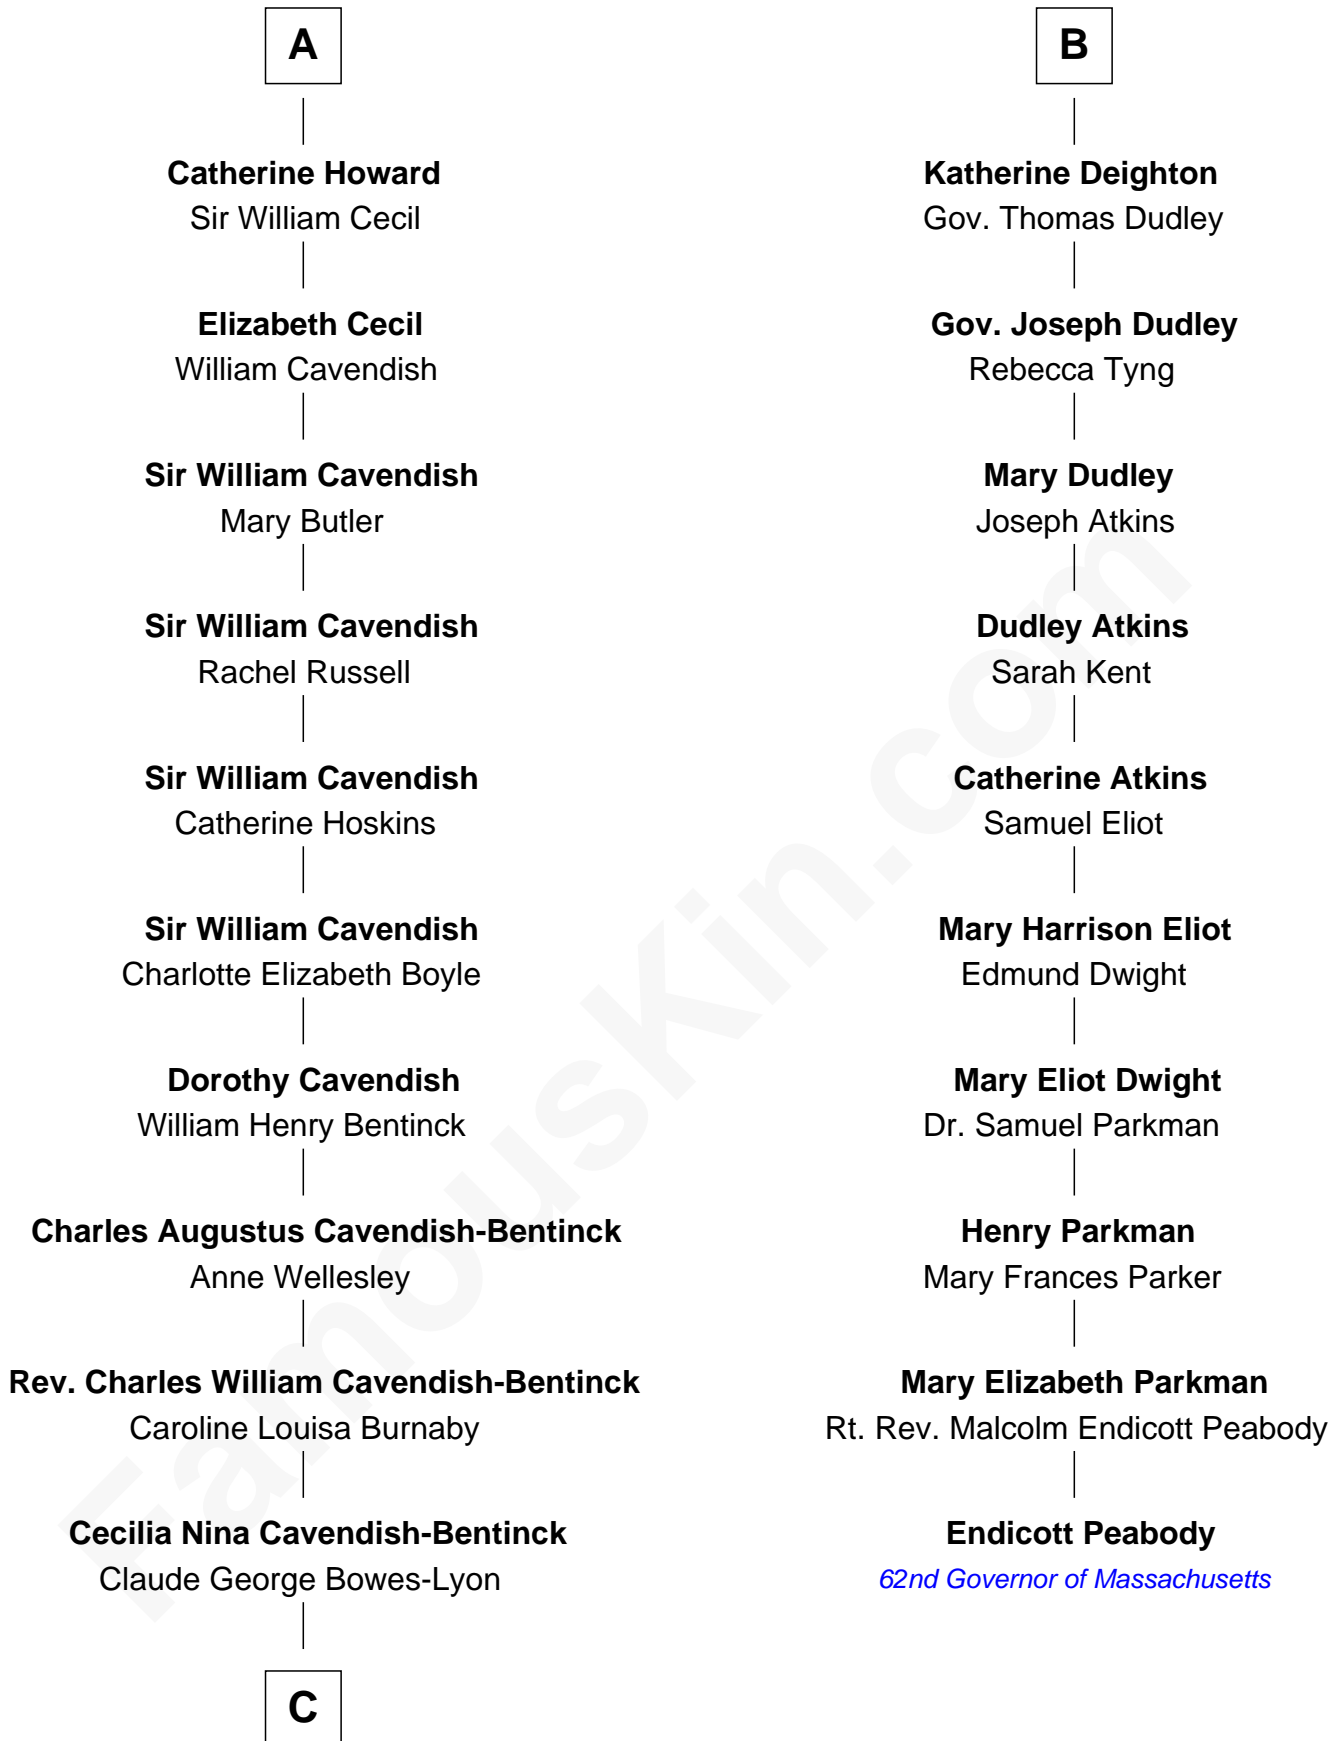 A
Catherine Howard
Sir William Cecil
Elizabeth Cecil
William Cavendish
Sir William Cavendish
Mary Butler
Sir William Cavendish
Rachel Russell
Sir William Cavendish
Catherine Hoskins
Sir William Cavendish
Charlotte Elizabeth Boyle
Dorothy Cavendish
William Henry Bentinck
Charles Augustus Cavendish-Bentinck
Anne Wellesley
Rev. Charles William Cavendish-Bentinck
Caroline Louisa Burnaby
Cecilia Nina Cavendish-Bentinck
Claude George Bowes-Lyon
C
B
Katherine Deighton
Gov. Thomas Dudley
Gov. Joseph Dudley
Rebecca Tyng
Mary Dudley
Joseph Atkins
Dudley Atkins
Sarah Kent
Catherine Atkins
Samuel Eliot
Mary Harrison Eliot
Edmund Dwight
Mary Eliot Dwight
Dr. Samuel Parkman
Henry Parkman
Mary Frances Parker
Mary Elizabeth Parkman
Rt. Rev. Malcolm Endicott Peabody
Endicott Peabody
62nd Governor of Massachusetts
FamousKin.com